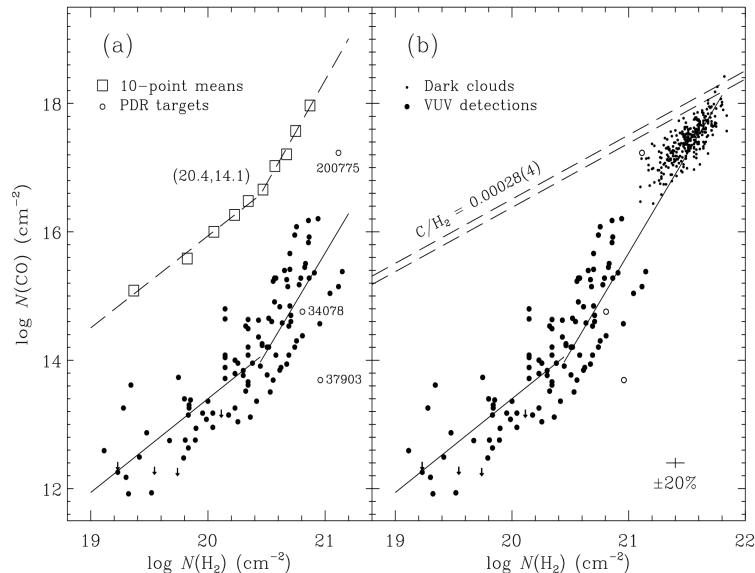 (a)
□ 10-point means
○ PDR targets
(20.4,14.1)
200775
34078
37903
(b)
• Dark clouds
• VUV detections
C/H₂ = 0.00028(4)
±20%
log N(CO) (cm⁻²)
18
16
14
12
19
20
21
log N(H₂) (cm⁻²)
19
20
21
22
log N(H₂) (cm⁻²)